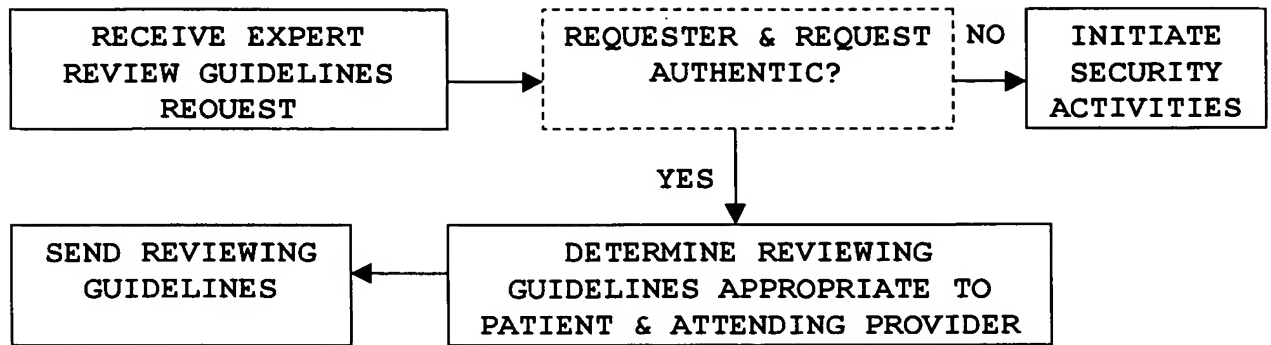 RECEIVE EXPERT
REVIEW GUIDELINES
REOUEST
REQUESTER & REQUEST
AUTHENTIC?
NO
INITIATE
SECURITY
ACTIVITIES
YES
SEND REVIEWING
GUIDELINES
DETERMINE REVIEWING
GUIDELINES APPROPRIATE TO
PATIENT & ATTENDING PROVIDER